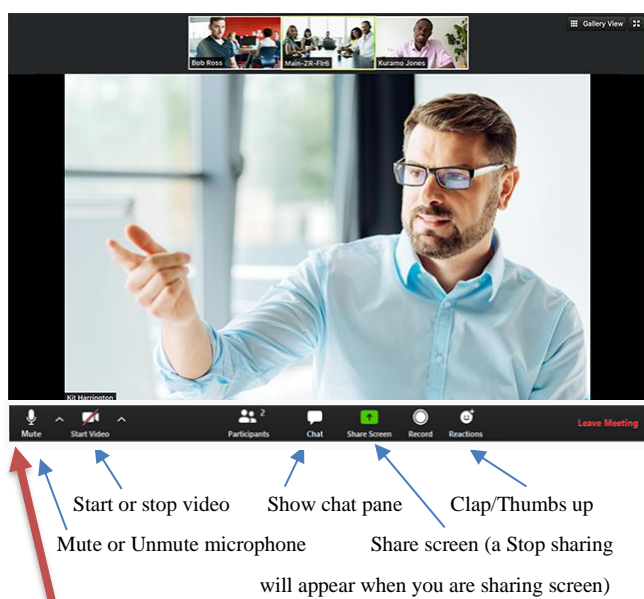 Gallery View
Bob Ross
Main-ZR-Flr6
Kuramo Jones
Kit Harrington
2
Mute Start Video Participants Chat Share Screen Record Reactions Leave Meeting
Start or stop video Show chat pane Clap/Thumbs up
Mute or Unmute microphone Share screen (a Stop sharing
will appear when you are sharing screen)